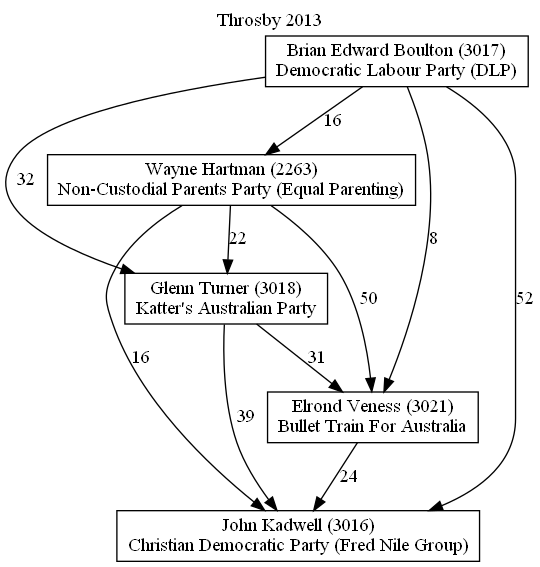 Throsby 2013
Brian Edward Boulton (3017)
Democratic Labour Party (DLP)
16
Wayne Hartman (2263)
Non-Custodial Parents Party (Equal Parenting)
32
22
8
Glenn Turner (3018)
Katter's Australian Party
50
52
16
31
39
Elrond Veness (3021)
Bullet Train For Australia
24
John Kadwell (3016)
Christian Democratic Party (Fred Nile Group)